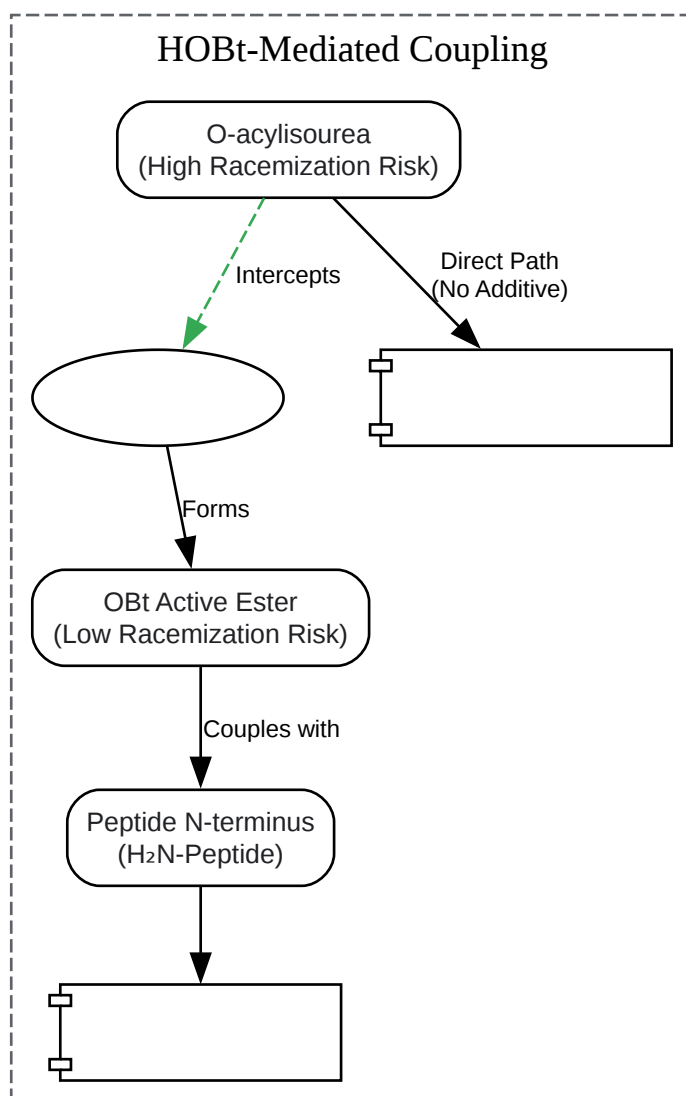 HOBt-Mediated Coupling
O-acylisourea
(High Racemization Risk)
Intercepts
Direct Path
(No Additive)
Forms
OBt Active Ester
(Low Racemization Risk)
Couples with
Peptide N-terminus
(H₂N-Peptide)